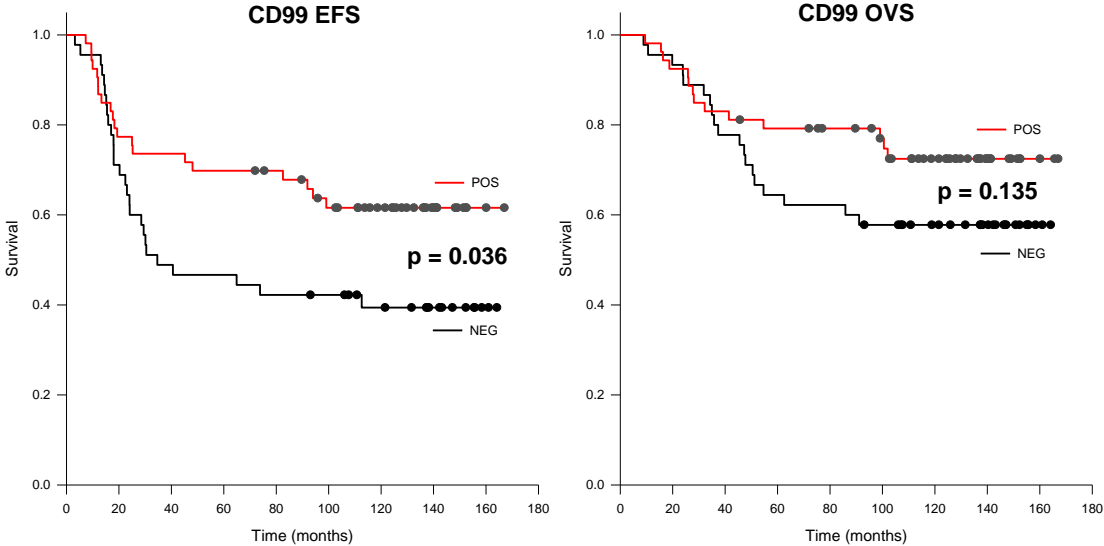 CD99 EFS
1.0
0.8
0.6
0.4
0.2
0.0
Survival
0 20 40 60 80 100 120 140 160 180
Time (months)
POS
p = 0.036
NEG
CD99 OVS
1.0
0.8
0.6
0.4
0.2
0.0
Survival
0 20 40 60 80 100 120 140 160 180
Time (months)
POS
p = 0.135
NEG